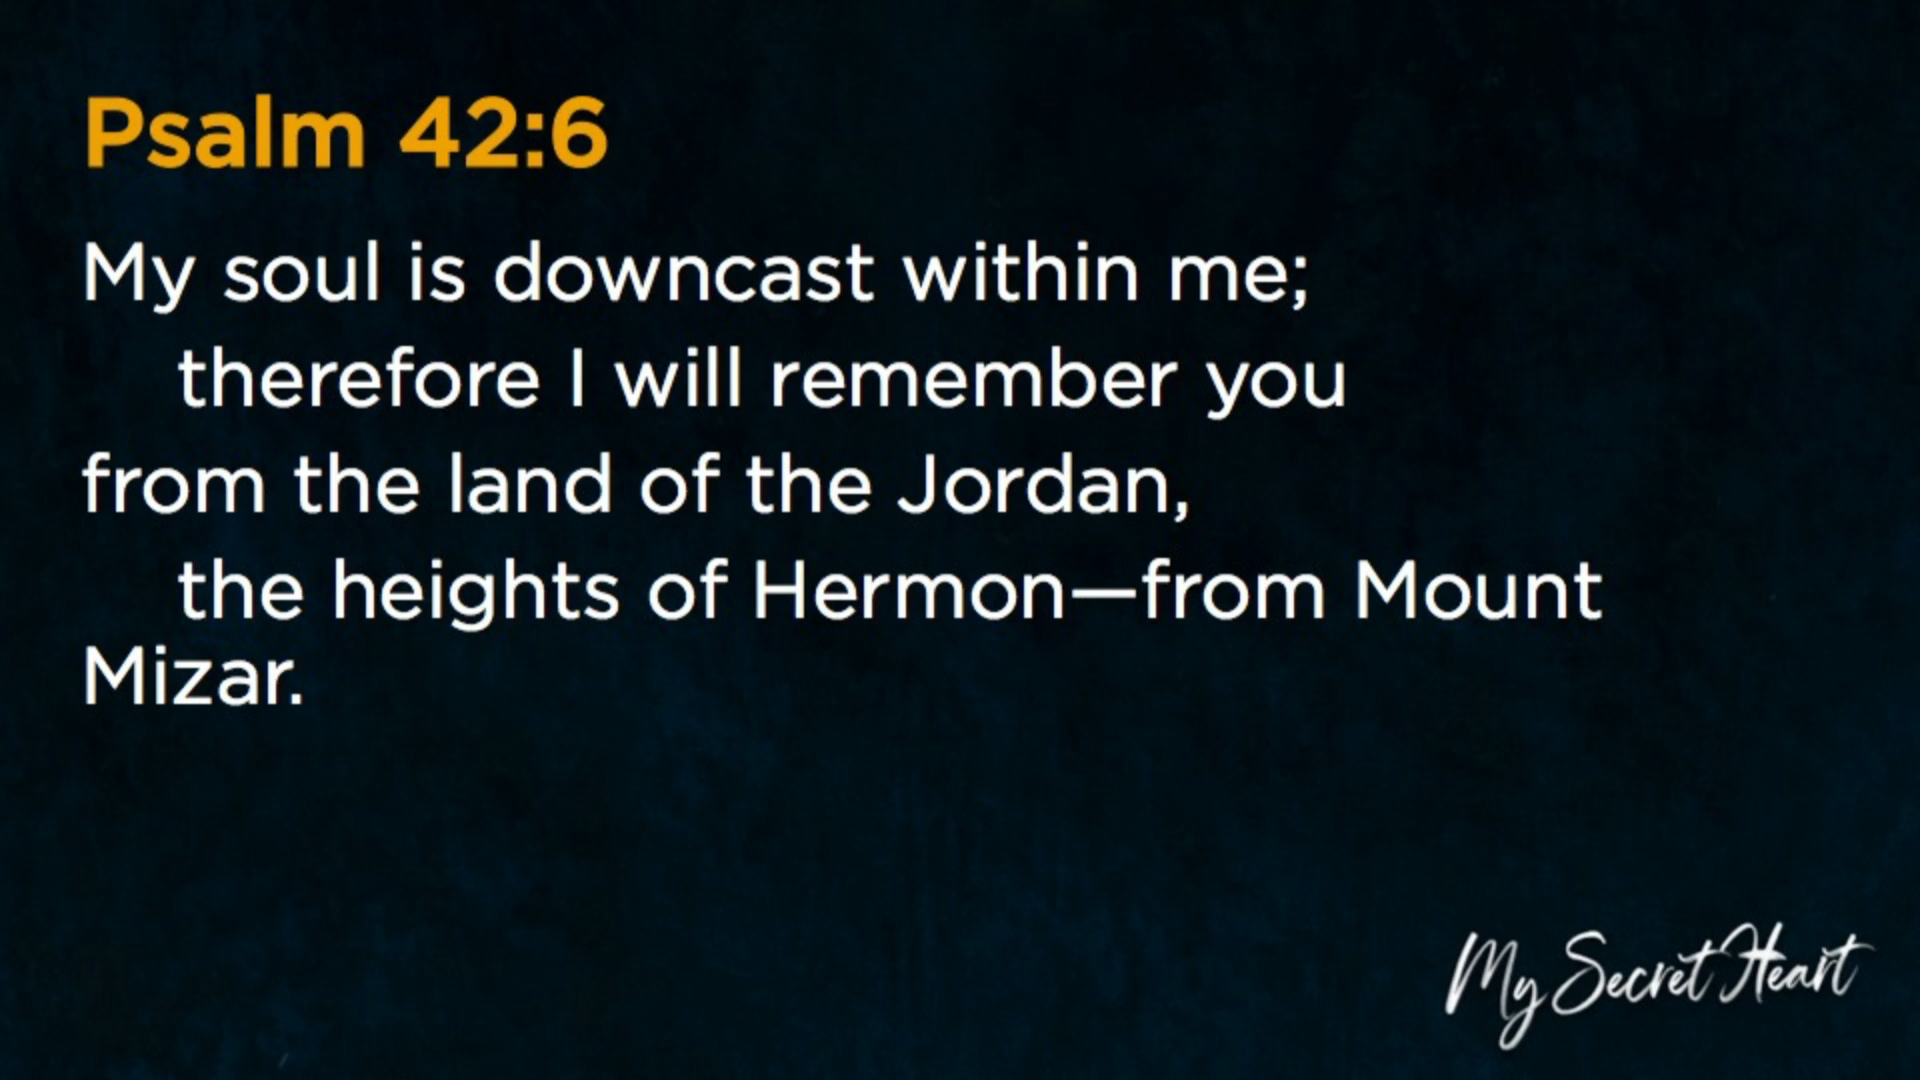 Psalm 42:6
My soul is downcast within me;
therefore I will remember you
from the land of the Jordan,
the heights of Hermon—from Mount
Mizar.
My Secret Heart